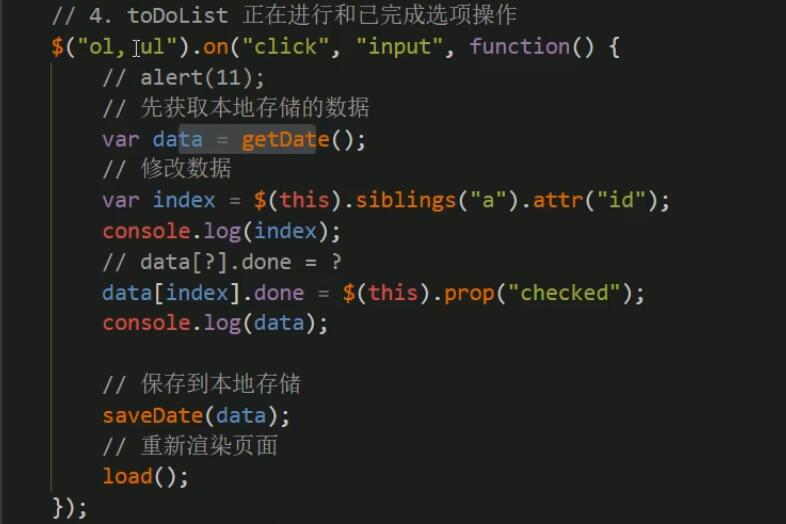 // 4. toDoList 正在进行和已完成选项操作
$("ol, ul").on("click", "input", function() {
// alert(11);
// 先获取本地存储的数据
var data = getDate();
// 修改数据
var index = $(this).siblings("a").attr("id");
console.log(index);
// data[?].done = ?
data[index].done = $(this).prop("checked");
console.log(data);
// 保存到本地存储
saveDate(data);
// 重新渲染页面
load();
});